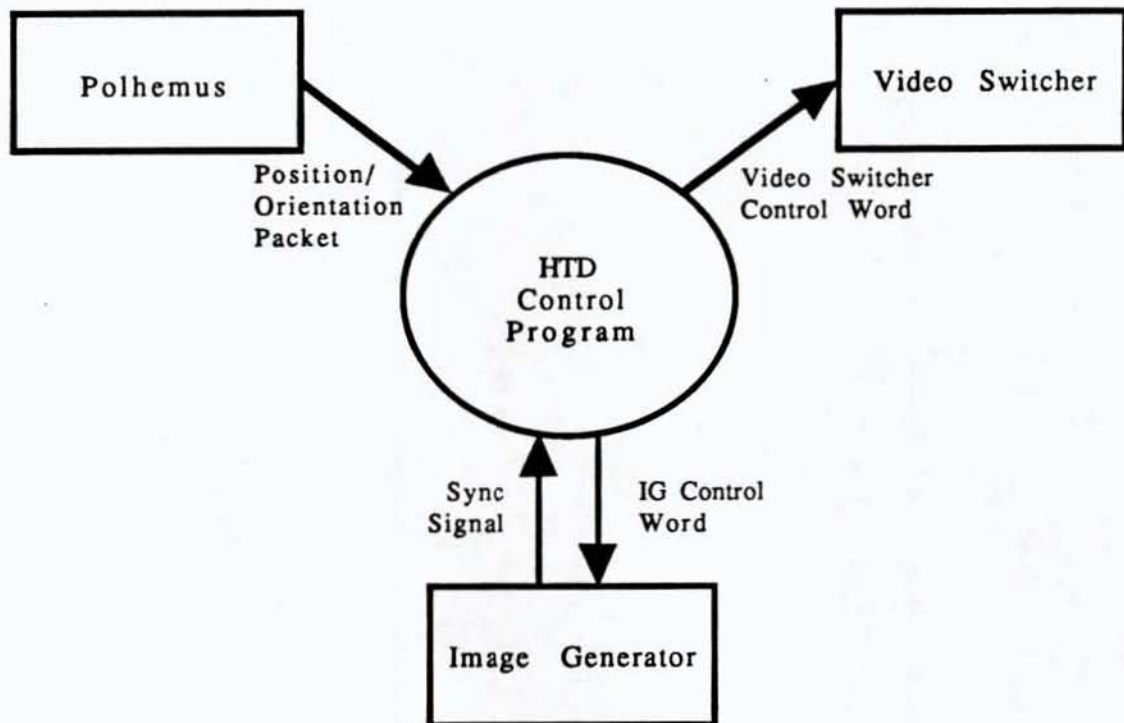 Polhemus
Video Switcher
Position/
Orientation
Packet
Video Switcher
Control Word
HTD
Control
Program
Sync
Signal
IG Control
Word
Image Generator